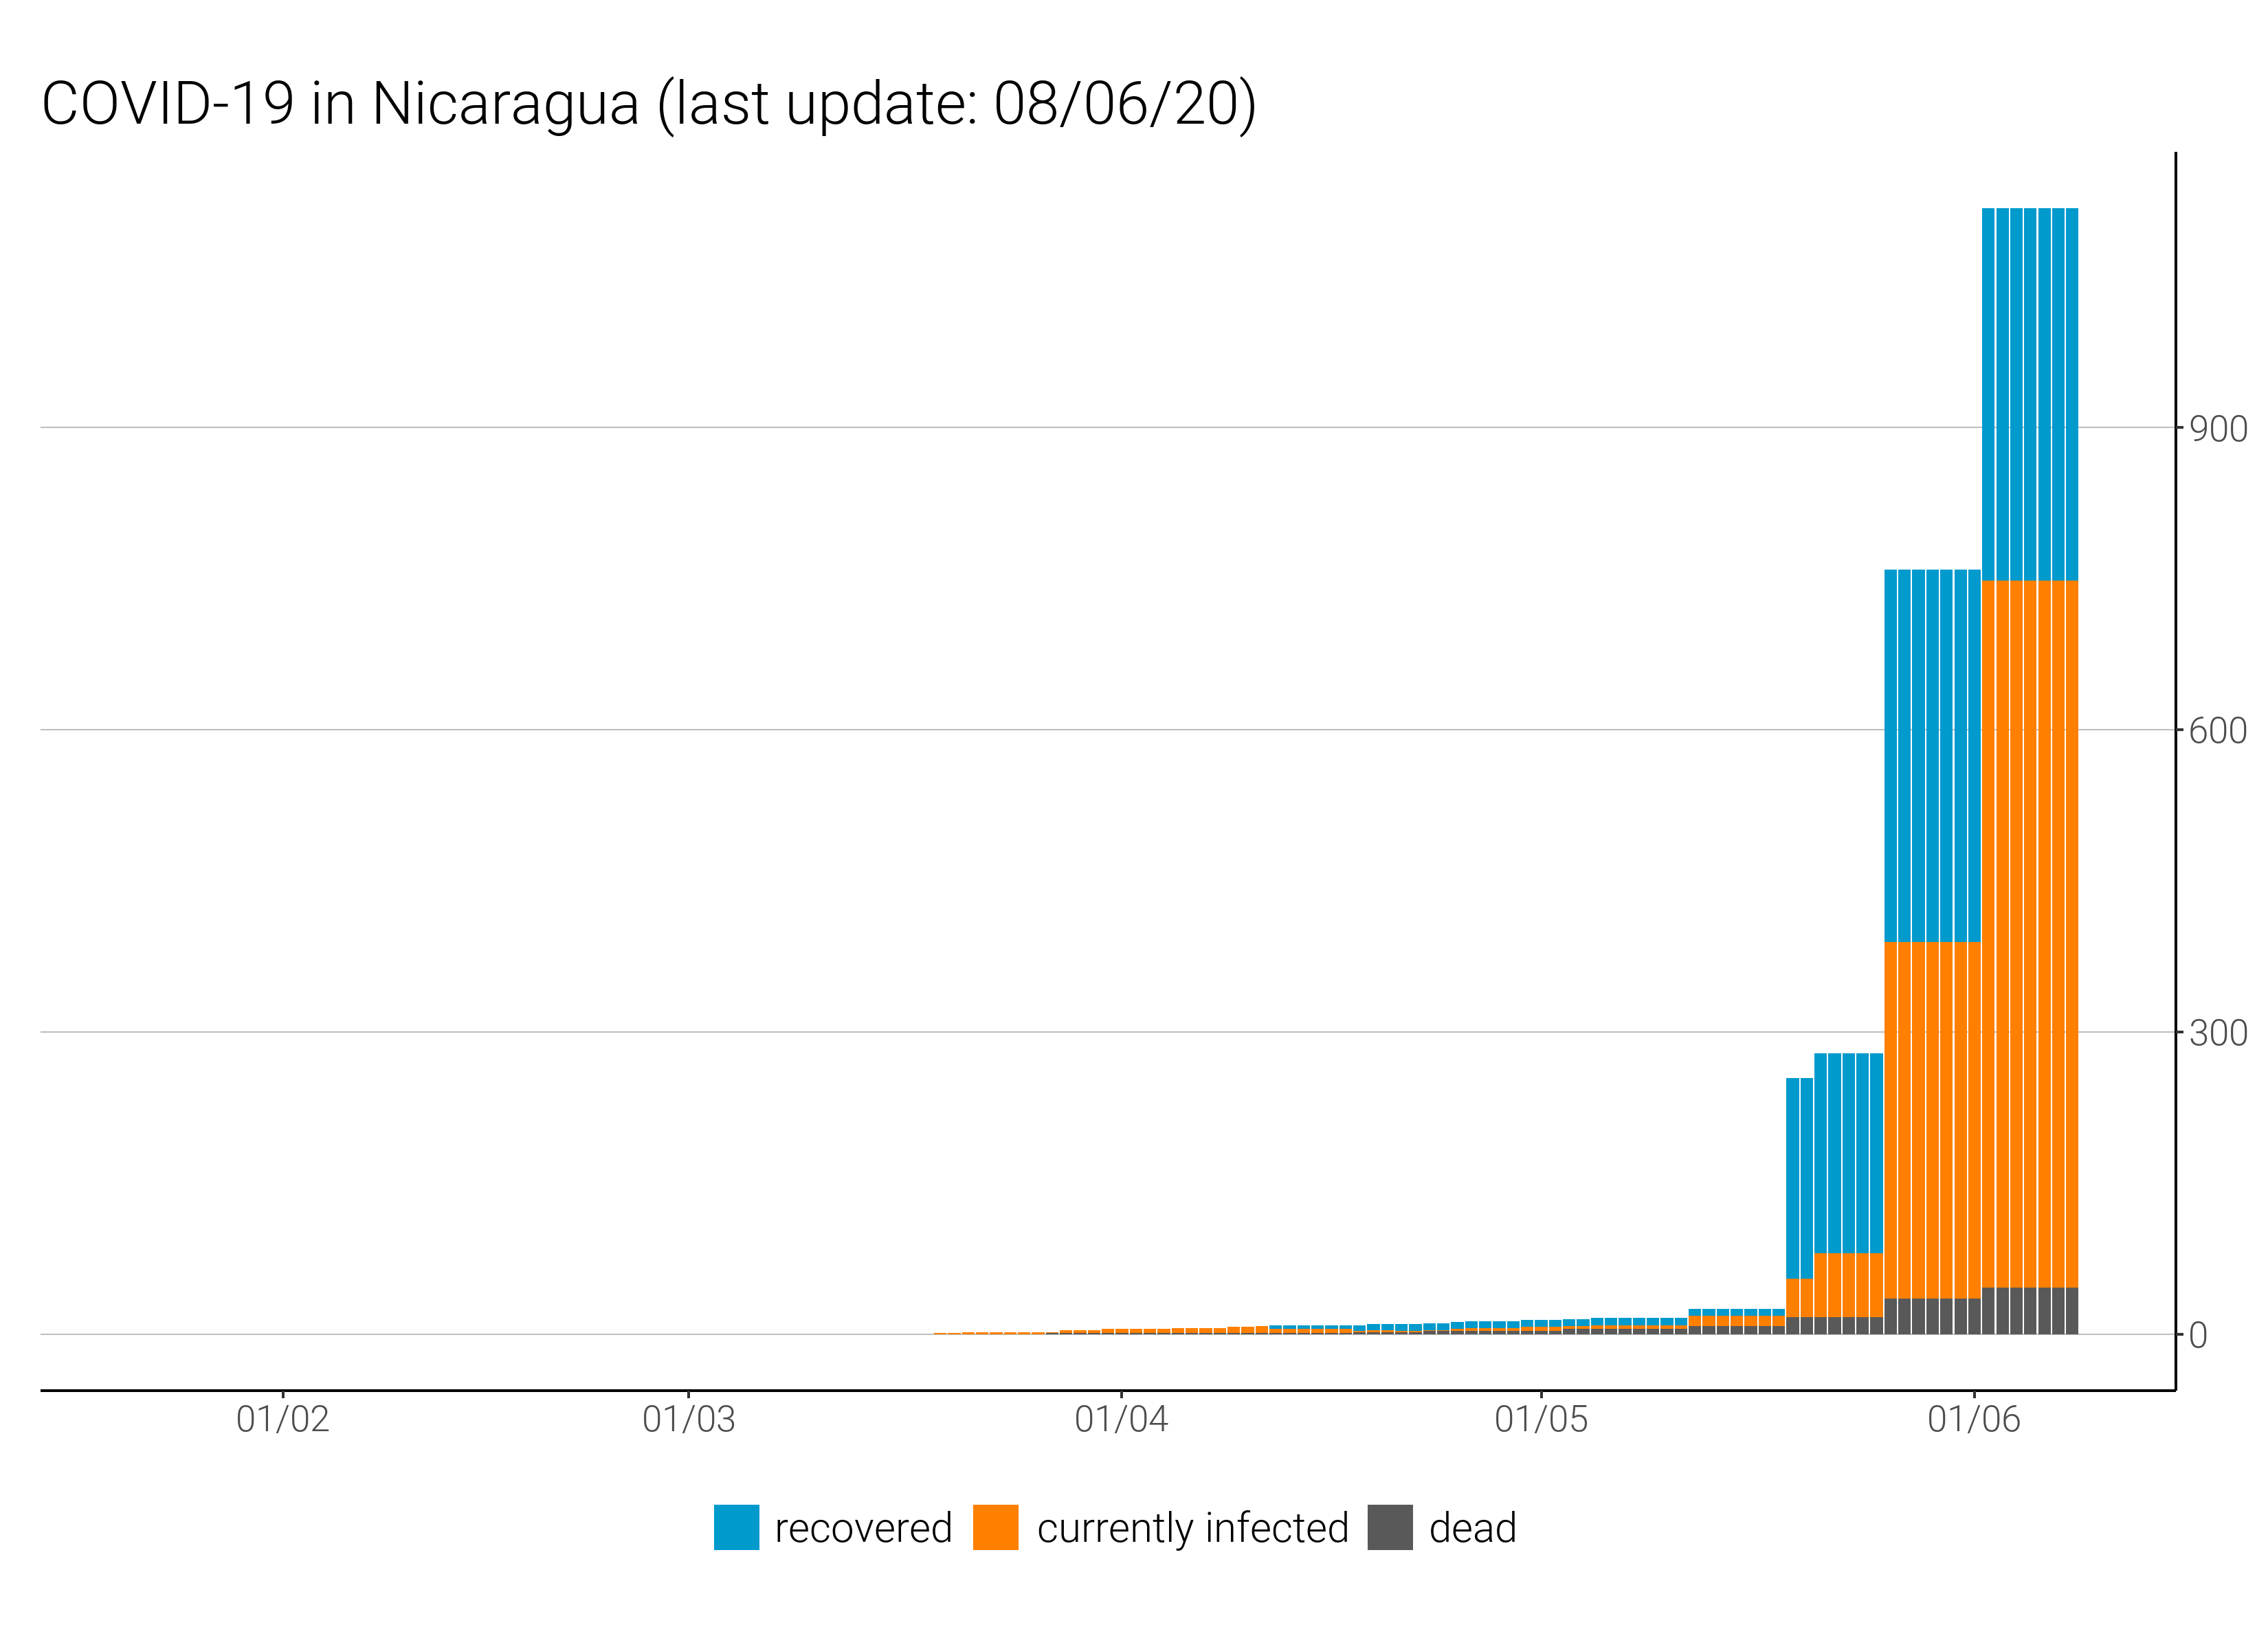 COVID-19 in Nicaragua (last update: 08/06/20)
900
600
300
0
01/02 01/03 01/04 01/05 01/06
recovered currently infected dead